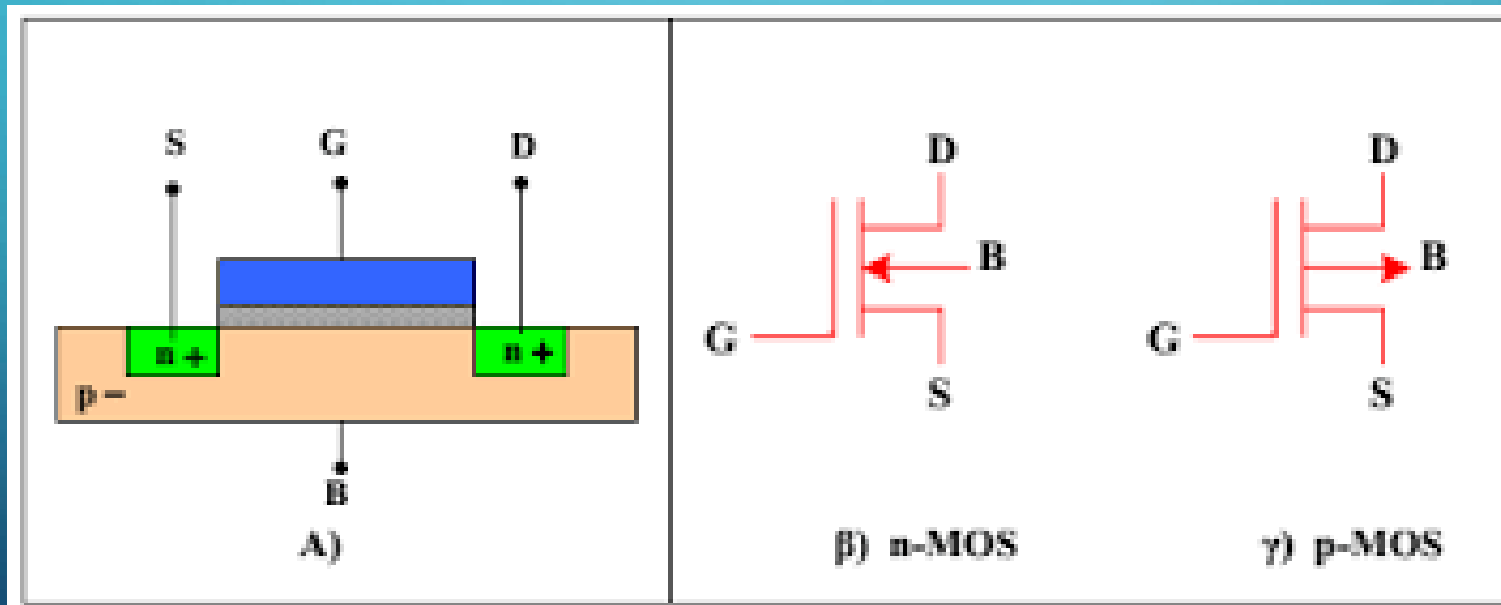 S G D
n + n +
p –
B
A)
D
B
G
S
β) n-MOS
D
B
G
S
γ) p-MOS